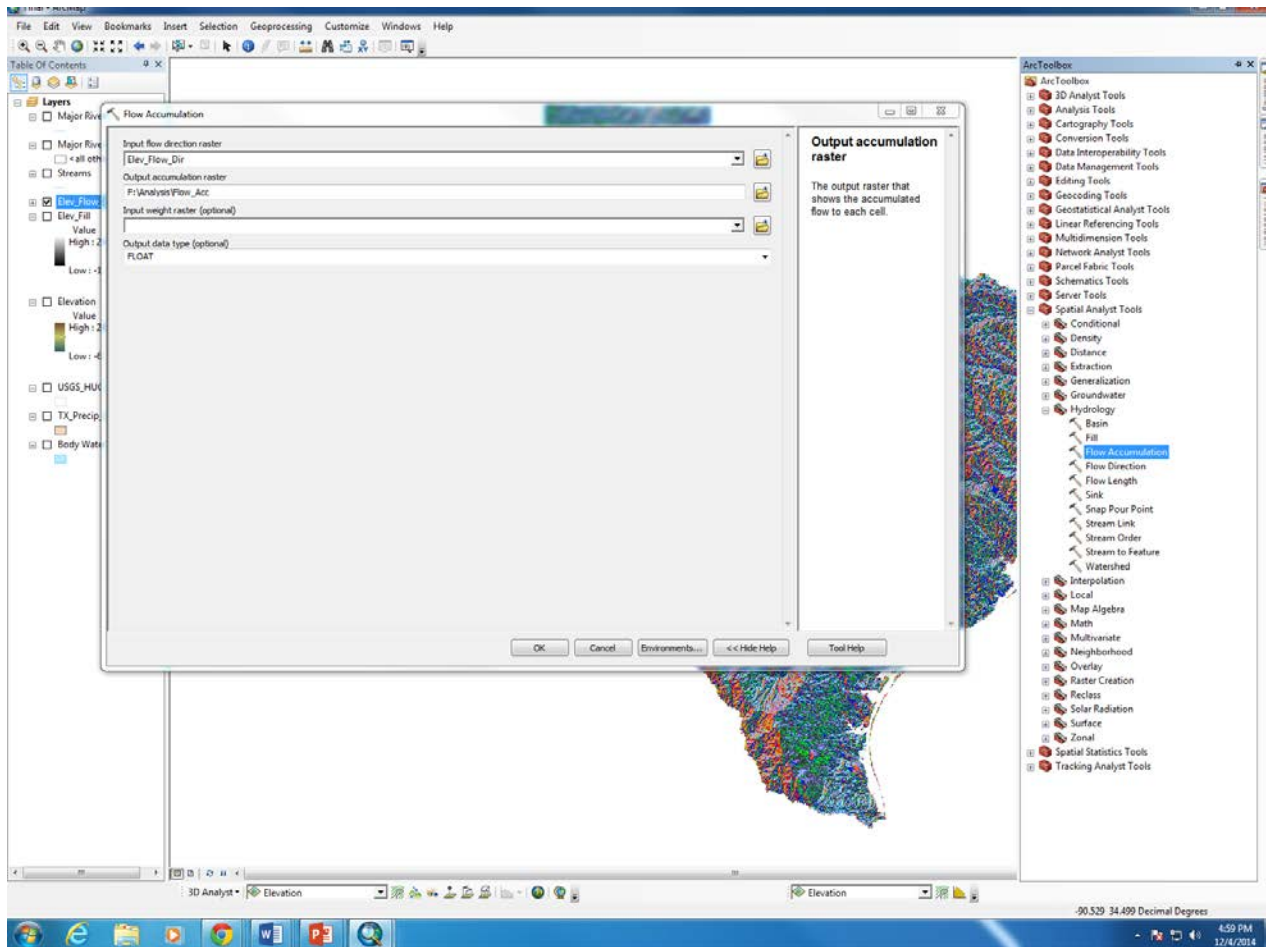 File Edit View Bookmarks Insert Selection Geoprocessing Customize Windows Help
Table Of Contents
Layers
Major Rive
Major Rive
<all oth
Streams
Elev_Flow_
Elev_Fill
Value
High : 2
Low : -1
Elevation
Value
High : 2
Low : -6
USGS_HUC
TX_Precip_
Body Wate
Flow Accumulation
Input flow direction raster
Elev_Flow_Dir
Output accumulation raster
F:\Analysis\Flow_Acc
Input weight raster (optional)
Output data type (optional)
FLOAT
OK Cancel Environments... << Hide Help Tool Help
Output accumulation
raster
The output raster that
shows the accumulated
flow to each cell.
ArcToolbox
ArcToolbox
3D Analyst Tools
Analysis Tools
Cartography Tools
Conversion Tools
Data Interoperability Tools
Data Management Tools
Editing Tools
Geocoding Tools
Geostatistical Analyst Tools
Linear Referencing Tools
Multidimension Tools
Network Analyst Tools
Parcel Fabric Tools
Schematics Tools
Server Tools
Spatial Analyst Tools
Conditional
Density
Distance
Extraction
Generalization
Groundwater
Hydrology
Basin
Fill
Flow Accumulation
Flow Direction
Flow Length
Sink
Snap Pour Point
Stream Link
Stream Order
Stream to Feature
Watershed
Interpolation
Local
Map Algebra
Math
Multivariate
Neighborhood
Overlay
Raster Creation
Reclass
Solar Radiation
Surface
Zonal
Spatial Statistics Tools
Tracking Analyst Tools
3D Analyst Elevation
Elevation
-90.529 34.499 Decimal Degrees
4:59 PM
12/4/2014